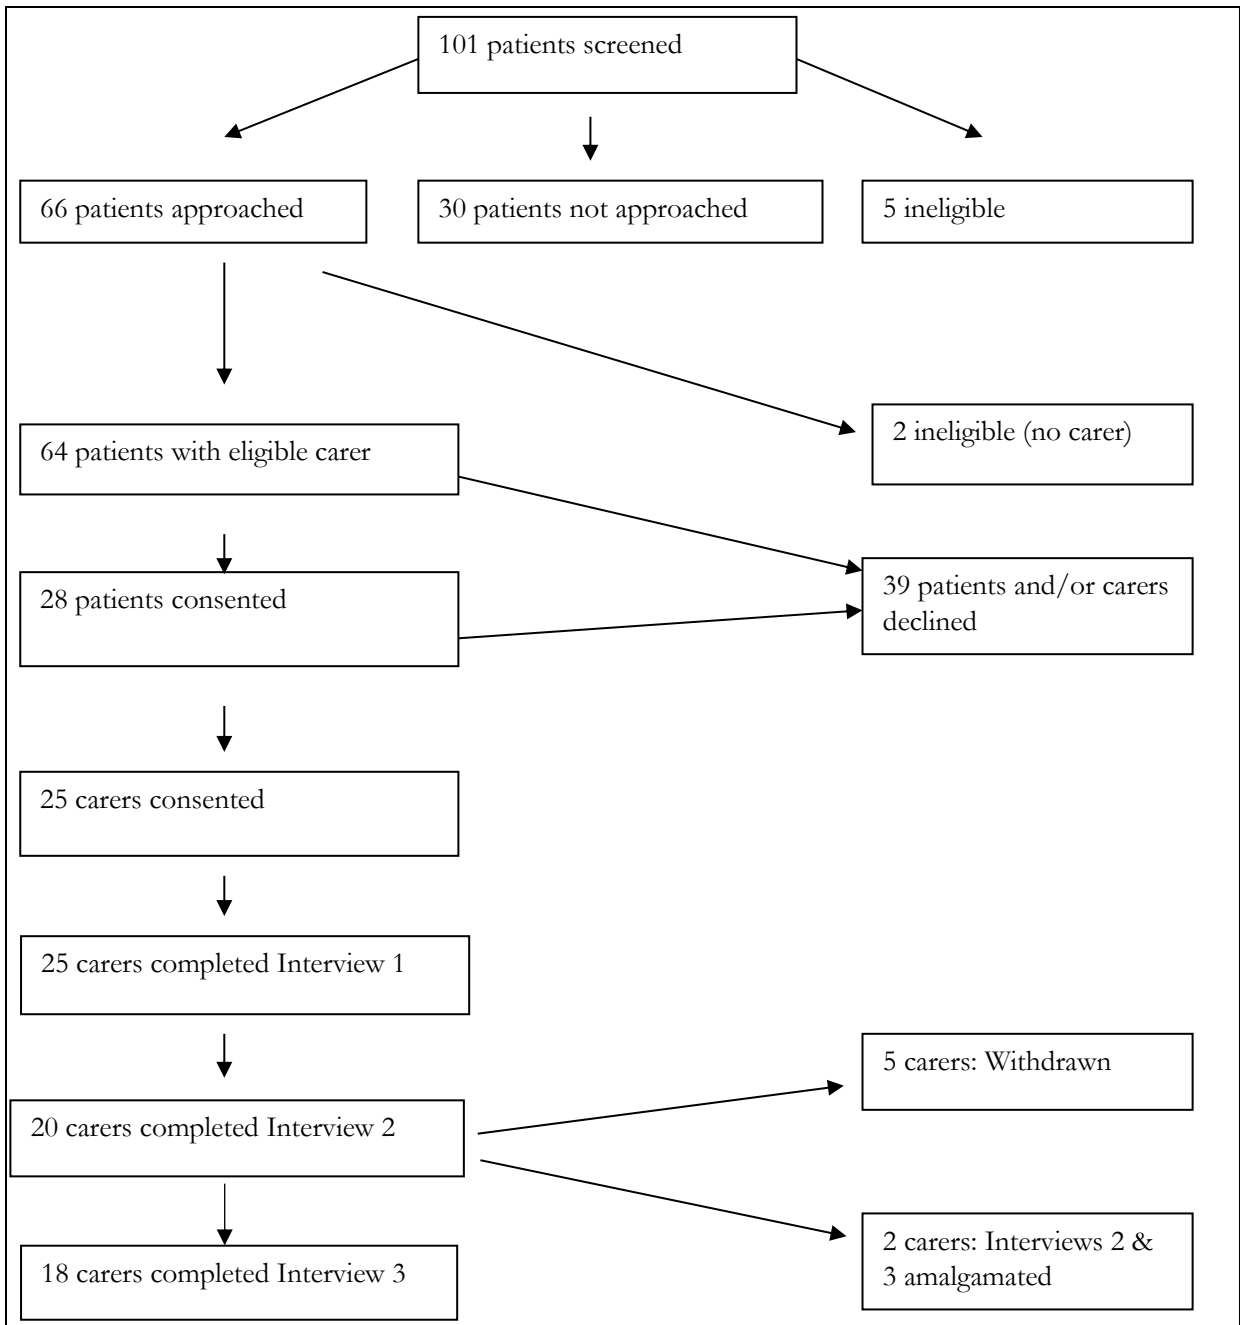 101 patients screened
66 patients approached
30 patients not approached
5 ineligible
2 ineligible (no carer)
64 patients with eligible carer
28 patients consented
39 patients and/or carers
declined
25 carers consented
25 carers completed Interview 1
5 carers: Withdrawn
20 carers completed Interview 2
2 carers: Interviews 2 &
3 amalgamated
18 carers completed Interview 3